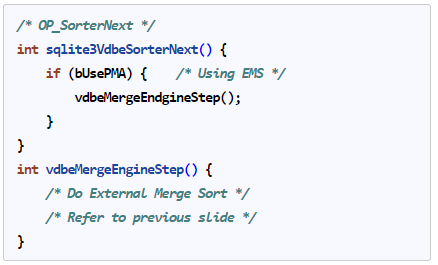 /* OP_SorterNext */
int sqlite3VdbeSorterNext() {
    if (bUsePMA) {    /* Using EMS */
        vdbeMergeEndgineStep();
    }
}
int vdbeMergeEngineStep() {
    /* Do External Merge Sort */
    /* Refer to previous slide */
}